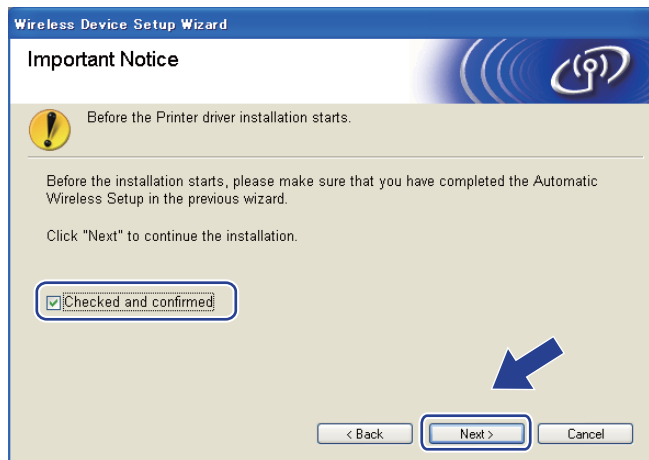 Wireless Device Setup Wizard
Important Notice
Before the Printer driver installation starts.
Before the installation starts, please make sure that you have completed the Automatic
Wireless Setup in the previous wizard.
Click "Next" to continue the installation.
Checked and confirmed
< Back Next > Cancel